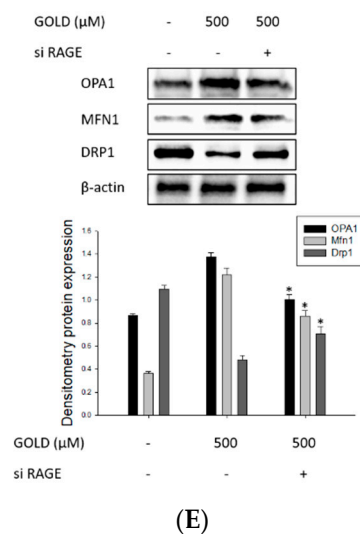 GOLD (μM) - 500 500
si RAGE - - +
OPA1
MFN1
DRP1
β-actin
OPA1
Mfn1
Drp1
Densitometry protein expression
1.6
1.4
1.2
1.0
0.8
0.6
0.4
0.2
0.0
* * *
GOLD (μM) - 500 500
si RAGE - - +
(E)